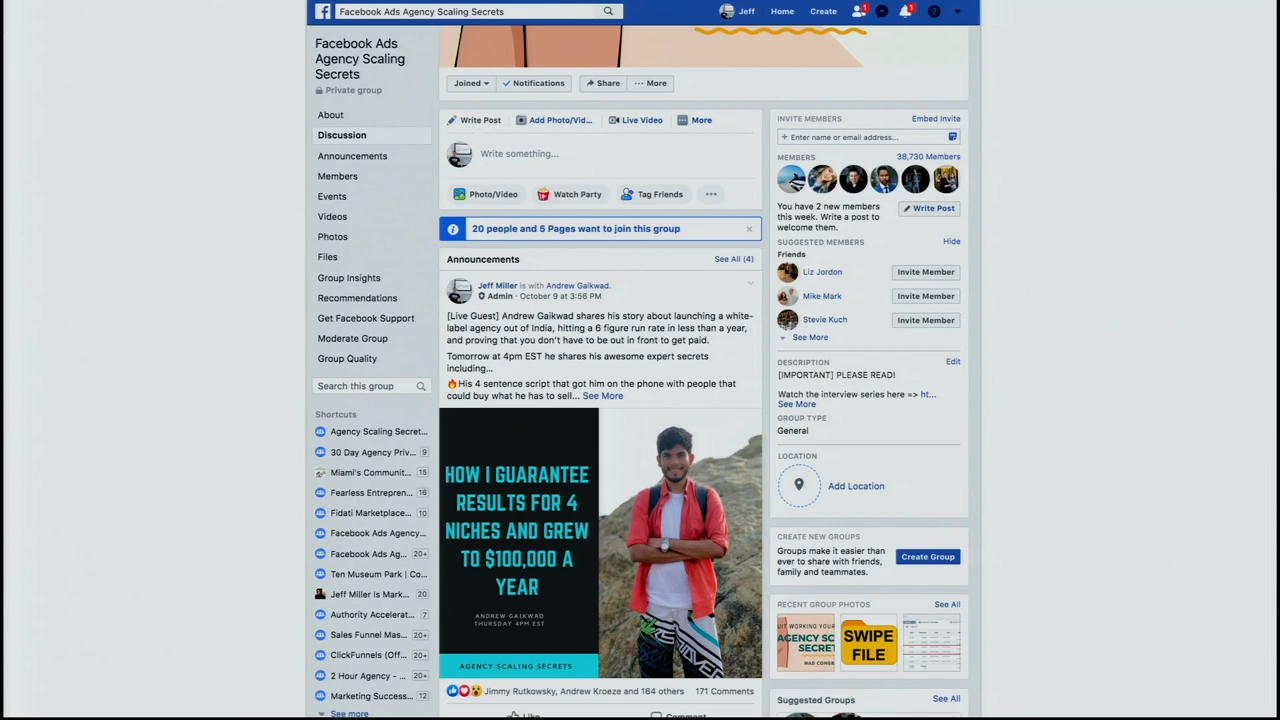 Facebook Ads Agency Scaling Secrets
Jeff
Home
Create
1
1
?
Facebook Ads
Agency Scaling
Secrets
Private group
About
Discussion
Announcements
Members
Events
Videos
Photos
Files
Group Insights
Recommendations
Get Facebook Support
Moderate Group
Group Quality
Search this group
Shortcuts
Agency Scaling Secret...
30 Day Agency Priv... 9
Miami's Communit... 15
Fearless Entrepren... 16
Fidati Marketplace... 10
Facebook Ads Agency...
Facebook Ads Ag... 20+
Ten Museum Park | Co...
Jeff Miller Is Mark... 20
Authority Accelerat... 7
Sales Funnel Mas... 20+
ClickFunnels (Off... 20+
2 Hour Agency - ... 20+
Marketing Success... 12
See more
Joined
Notifications
Share
More
Write Post
Add Photo/Vid...
Live Video
More
Write something...
Photo/Video
Watch Party
Tag Friends
20 people and 5 Pages want to join this group
Announcements
See All (4)
Jeff Miller is with Andrew Gaikwad.
Admin · October 9 at 3:56 PM
[Live Guest] Andrew Gaikwad shares his story about launching a white-
label agency out of India, hitting a 6 figure run rate in less than a year,
and proving that you don't have to be out in front to get paid.
Tomorrow at 4pm EST he shares his awesome expert secrets
including...
🔥His 4 sentence script that got him on the phone with people that
could buy what he has to sell... See More
HOW I GUARANTEE
RESULTS FOR 4
NICHES AND GREW
TO $100,000 A
YEAR
ANDREW GAIKWAD
THURSDAY 4PM EST
AGENCY SCALING SECRETS
Jimmy Rutkowsky, Andrew Kroeze and 164 others
171 Comments
Like
Comment
INVITE MEMBERS
Embed Invite
+ Enter name or email address...
MEMBERS
38,730 Members
You have 2 new members
this week. Write a post to
welcome them.
Write Post
SUGGESTED MEMBERS
Hide
Friends
Liz Jordon
Invite Member
Mike Mark
Invite Member
Stevie Kuch
Invite Member
See More
DESCRIPTION
Edit
[IMPORTANT] PLEASE READ!
Watch the interview series here => ht...
See More
GROUP TYPE
General
LOCATION
Add Location
CREATE NEW GROUPS
Groups make it easier than
ever to share with friends,
family and teammates.
Create Group
RECENT GROUP PHOTOS
See All
SWIPE
FILE
Suggested Groups
See All